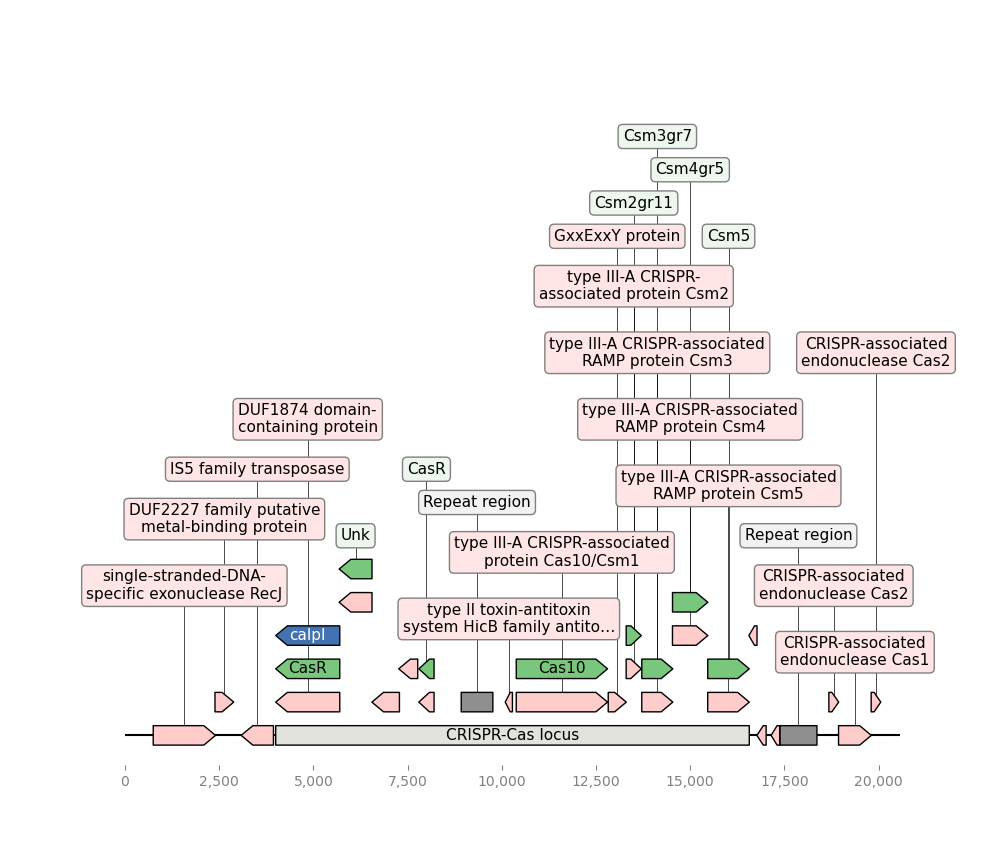 Csm3gr7
Csm4gr5
Csm2gr11
GxxExxY protein
Csm5
type III-A CRISPR-
associated protein Csm2
type III-A CRISPR-associated
RAMP protein Csm3
CRISPR-associated
endonuclease Cas2
DUF1874 domain-
containing protein
type III-A CRISPR-associated
RAMP protein Csm4
IS5 family transposase
CasR
type III-A CRISPR-associated
RAMP protein Csm5
Repeat region
DUF2227 family putative
metal-binding protein
Unk
type III-A CRISPR-associated
protein Cas10/Csm1
Repeat region
single-stranded-DNA-
specific exonuclease RecJ
CRISPR-associated
endonuclease Cas2
type II toxin-antitoxin
system HicB family antito...
calpl
CRISPR-associated
endonuclease Cas1
CasR
Cas10
CRISPR-Cas locus
0 2,500 5,000 7,500 10,000 12,500 15,000 17,500 20,000